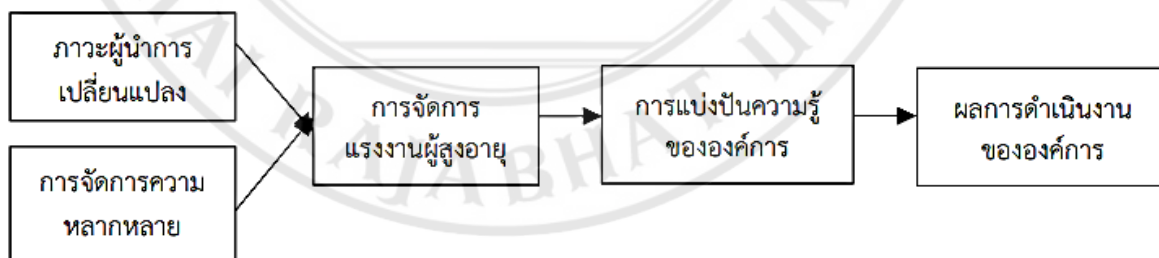 ภาวะผู้นำการ
เปลี่ยนแปลง
การจัดการความ
หลากหลาย
การจัดการ
แรงงานผู้สูงอายุ
การแบ่งปันความรู้
ขององค์การ
ผลการดำเนินงาน
ขององค์การ
RAJABHAT UN